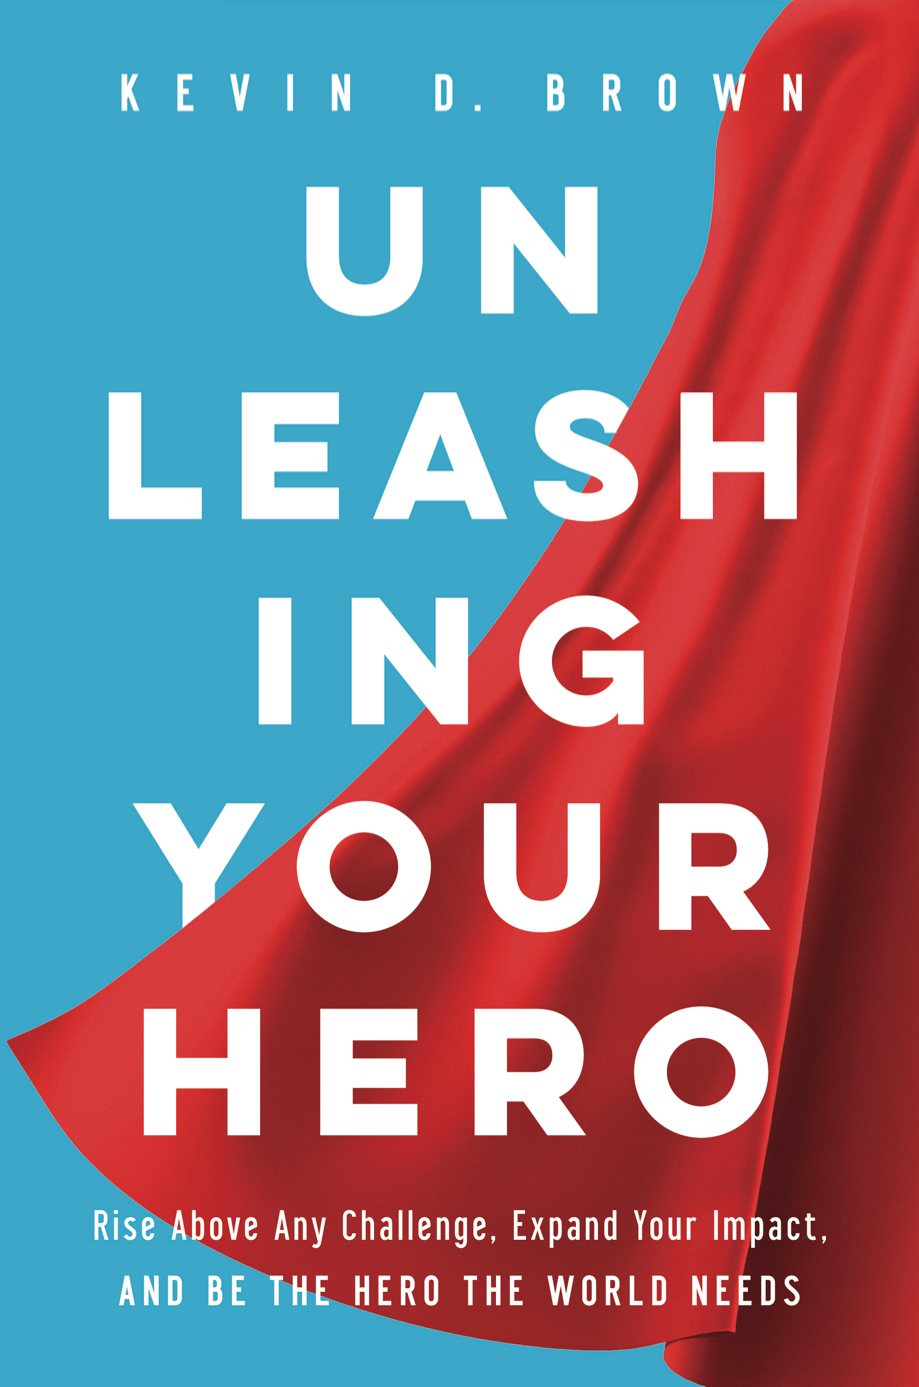 KEVIN D. BROWN
UN
LEASH
ING
YOUR
HERO
Rise Above Any Challenge, Expand Your Impact,
AND BE THE HERO THE WORLD NEEDS